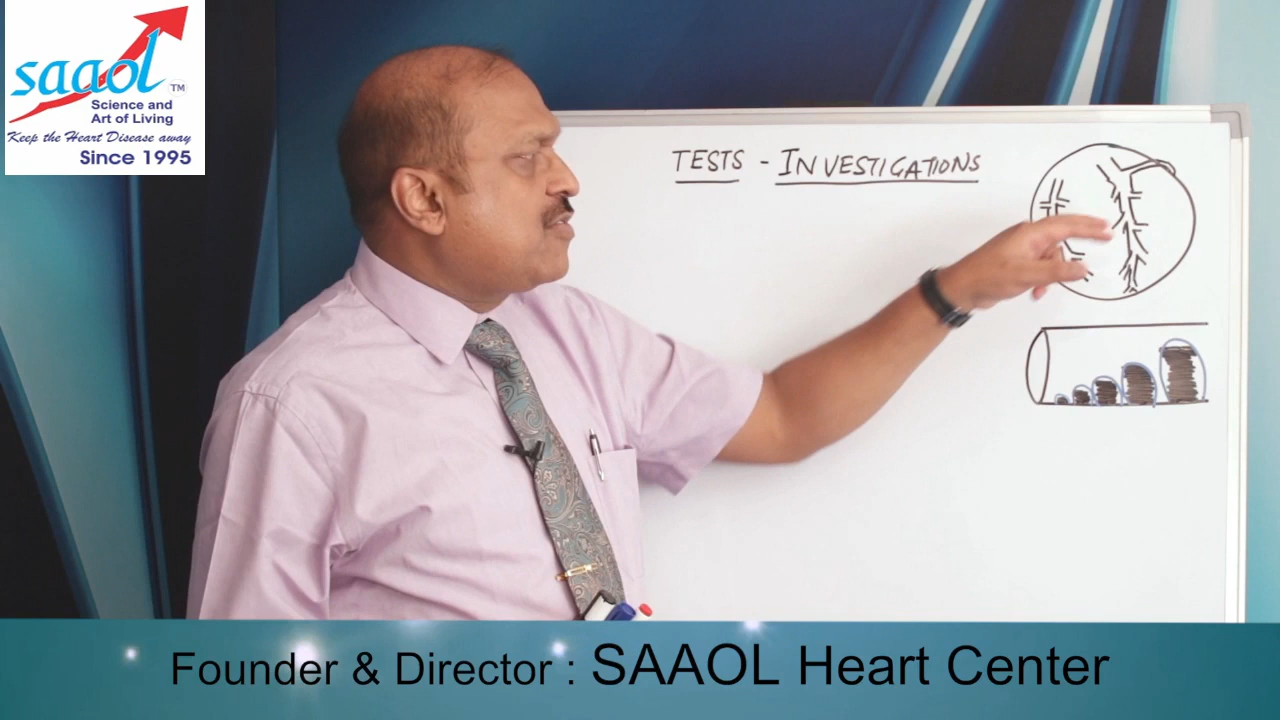 saaol TM
Science and
Art of Living
Keep the Heart Disease away
Since 1995
TESTS - INVESTIGATIONS
Founder & Director : SAAOL Heart Center